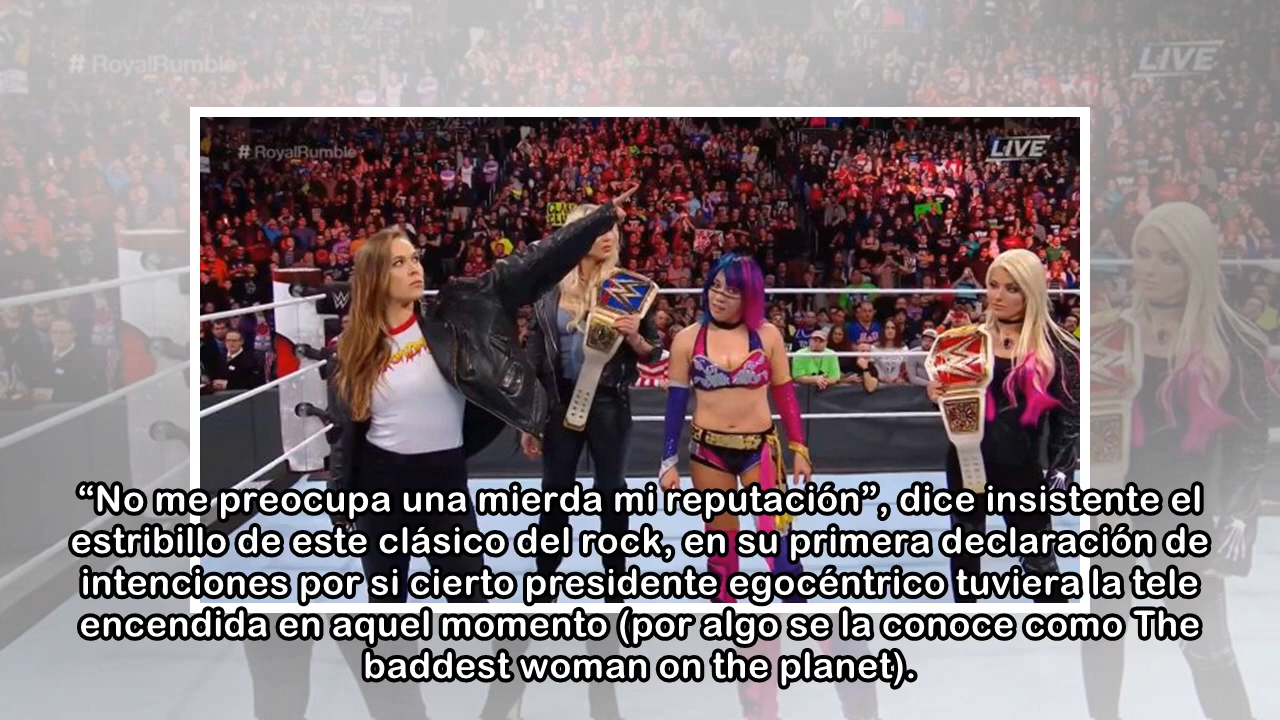 # RoyalRumble
LIVE
# RoyalRumble
LIVE
“No me preocupa una mierda mi reputación”, dice insistente el
estribillo de este clásico del rock, en su primera declaración de
intenciones por si cierto presidente egocéntrico tuviera la tele
encendida en aquel momento (por algo se la conoce como The
baddest woman on the planet).